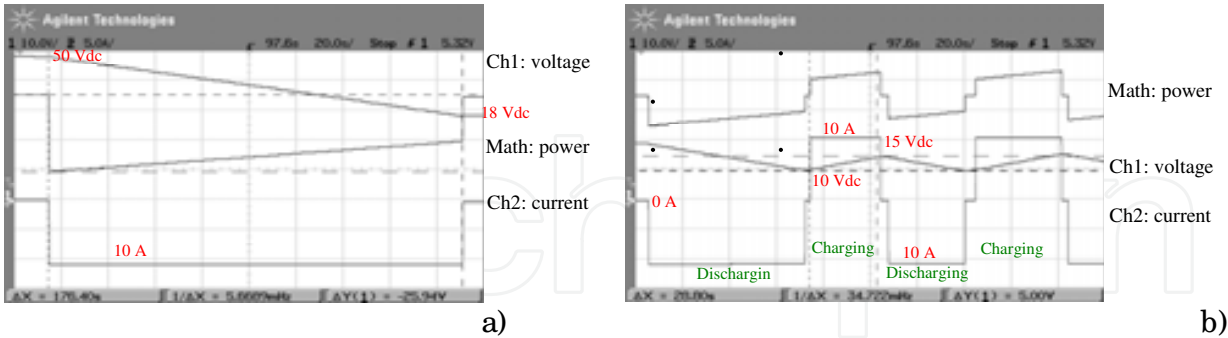 Agilent Technologies
1 10.0V/ 2 5.0A/ 97.6s 20.0s/ Stop 1 5.32V
50 Vdc
Ch1: voltage
18 Vdc
Math: power
Ch2: current
10 A
ΔX = 176.40s 1/ΔX = 5.6689mHz ΔY(1) = -25.94V
a)
Agilent Technologies
1 10.0V/ 2 5.0A/ 97.6s 20.0s/ Stop 1 5.32V
Math: power
10 A
15 Vdc
Ch1: voltage
10 Vdc
0 A
Ch2: current
Charging
10 A
Charging
Dischargin
Discharging
ΔX = 28.80s 1/ΔX = 34.722mHz ΔY(1) = 5.00V
b)